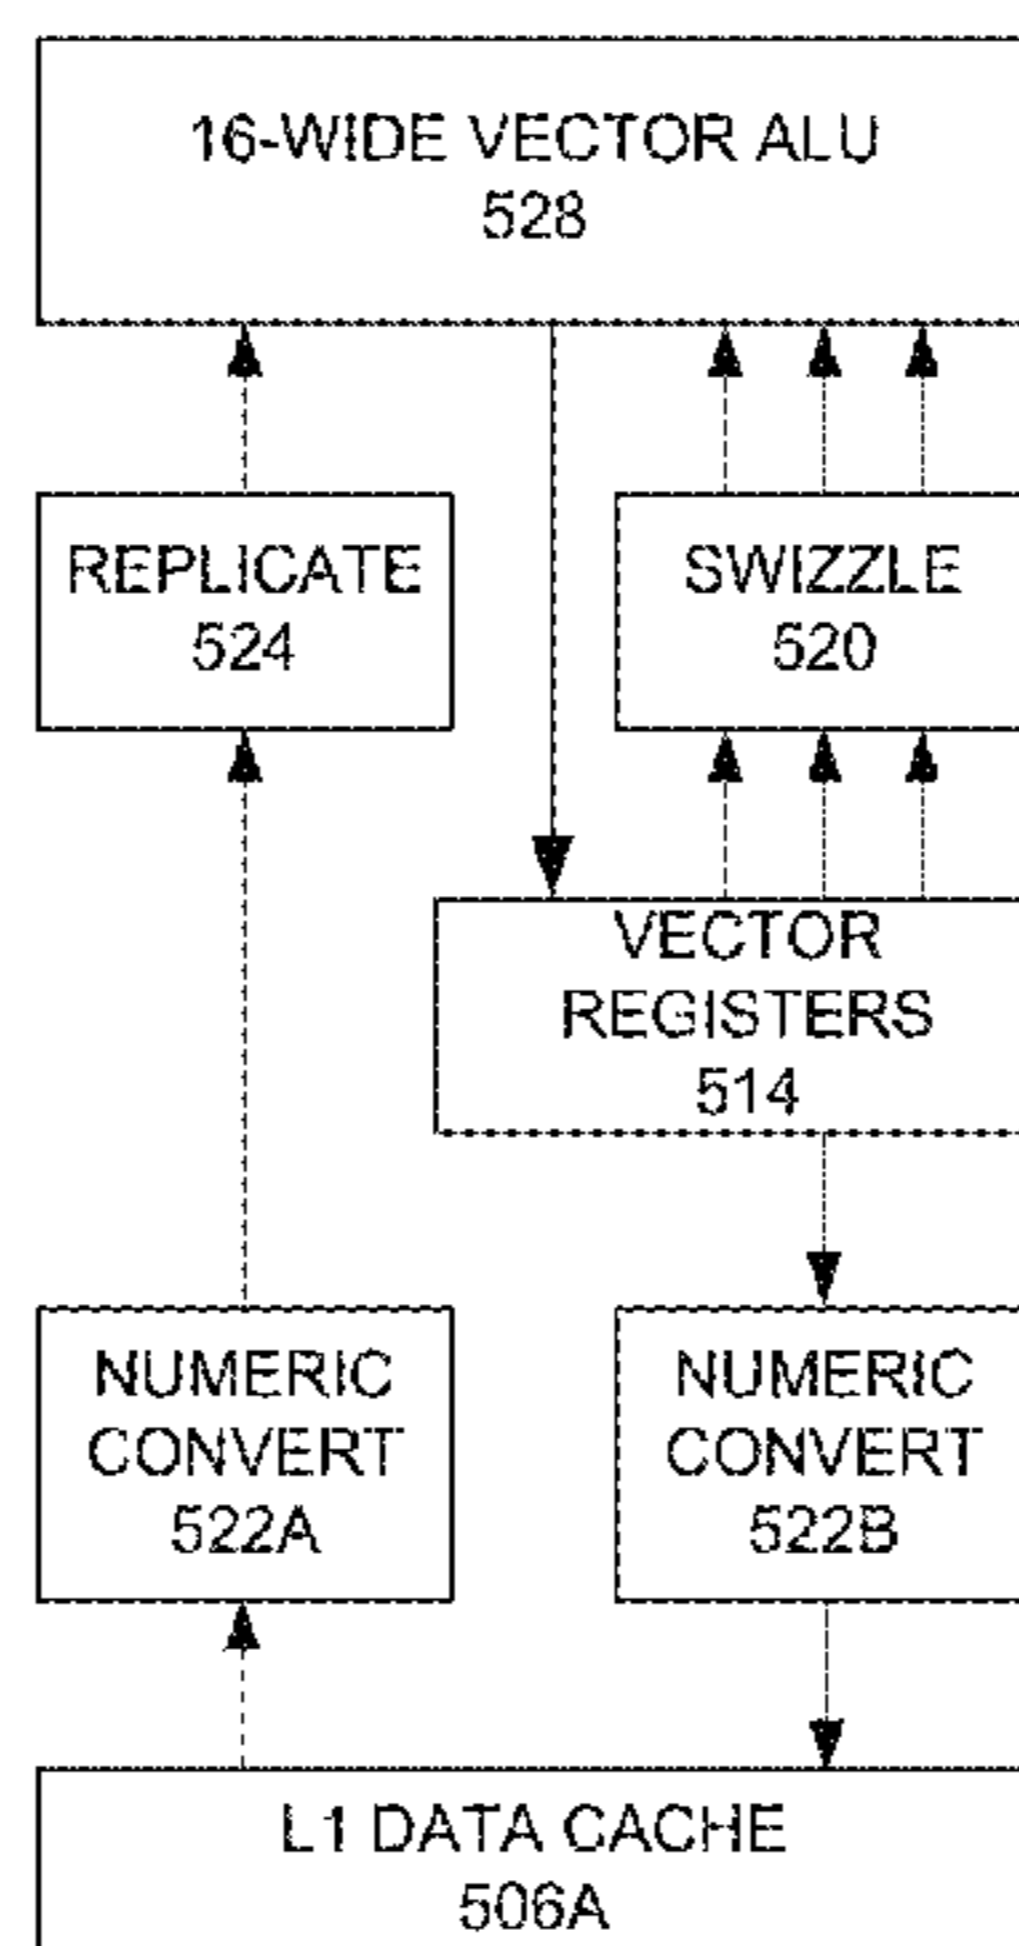 16-WIDE VECTOR ALU
528
REPLICATE
524
SWIZZLE
520
VECTOR
REGISTERS
514
NUMERIC
CONVERT
522A
NUMERIC
CONVERT
522B
L1 DATA CACHE
506A